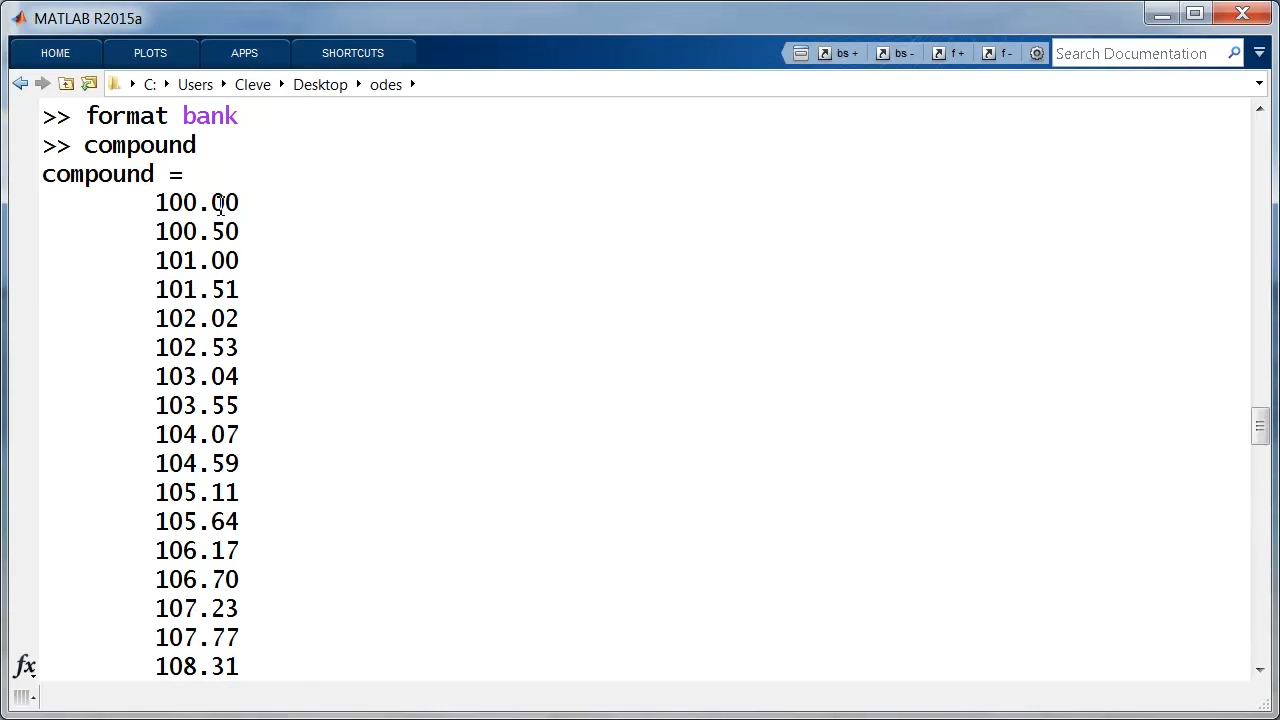 MATLAB R2015a
HOME PLOTS APPS SHORTCUTS bs + bs - f + f - Search Documentation
C: Users Cleve Desktop odes
>> format bank
>> compound
compound =
100.00
100.50
101.00
101.51
102.02
102.53
103.04
103.55
104.07
104.59
105.11
105.64
106.17
106.70
107.23
107.77
108.31
fx